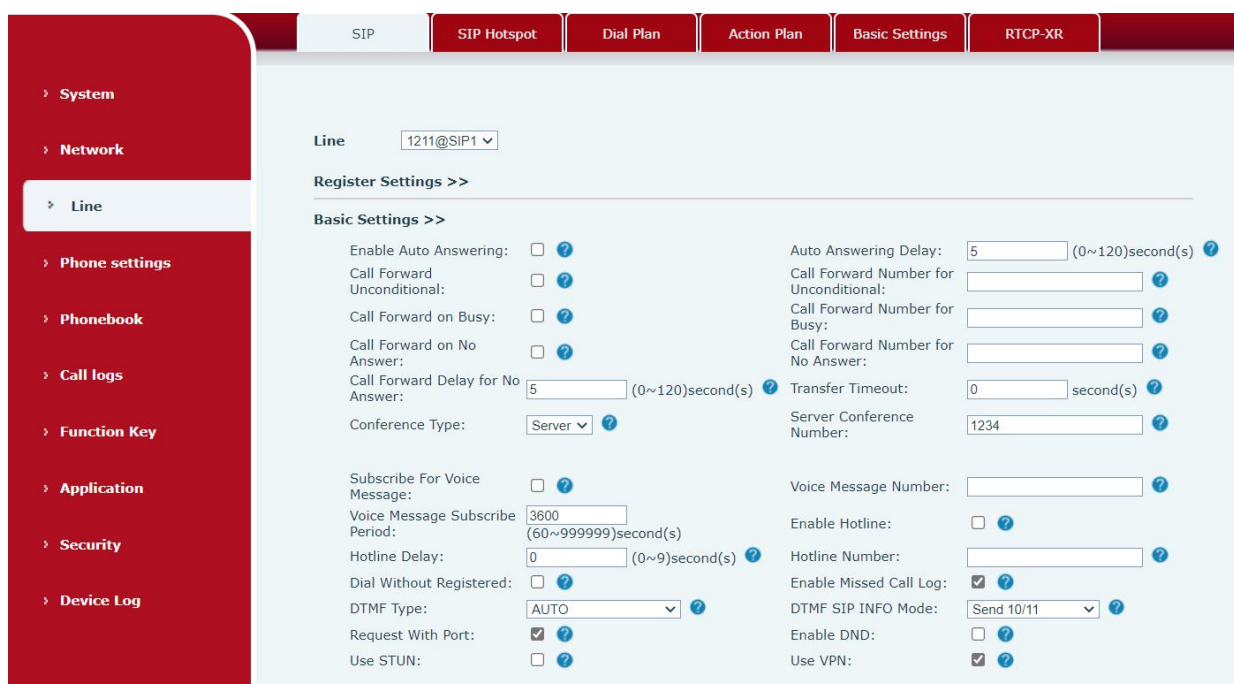 SIP SIP Hotspot Dial Plan Action Plan Basic Settings RTCP-XR
› System
› Network
› Line
› Phone settings
› Phonebook
› Call logs
› Function Key
› Application
› Security
› Device Log
Line 1211@SIP1
Register Settings >>
Basic Settings >>
Enable Auto Answering: ? Auto Answering Delay: 5 (0~120)second(s) ?
Call Forward Unconditional: ? Call Forward Number for Unconditional: ?
Call Forward on Busy: ? Call Forward Number for Busy: ?
Call Forward on No Answer: ? Call Forward Number for No Answer: ?
Call Forward Delay for No Answer: 5 (0~120)second(s) ? Transfer Timeout: 0 second(s) ?
Conference Type: Server ? Server Conference Number: 1234 ?
Subscribe For Voice Message: ? Voice Message Number: ?
Voice Message Subscribe Period: 3600 (60~999999)second(s) Enable Hotline: ?
Hotline Delay: 0 (0~9)second(s) ? Hotline Number: ?
Dial Without Registered: ? Enable Missed Call Log: ?
DTMF Type: AUTO ? DTMF SIP INFO Mode: Send 10/11 ?
Request With Port: ? Enable DND: ?
Use STUN: ? Use VPN: ?